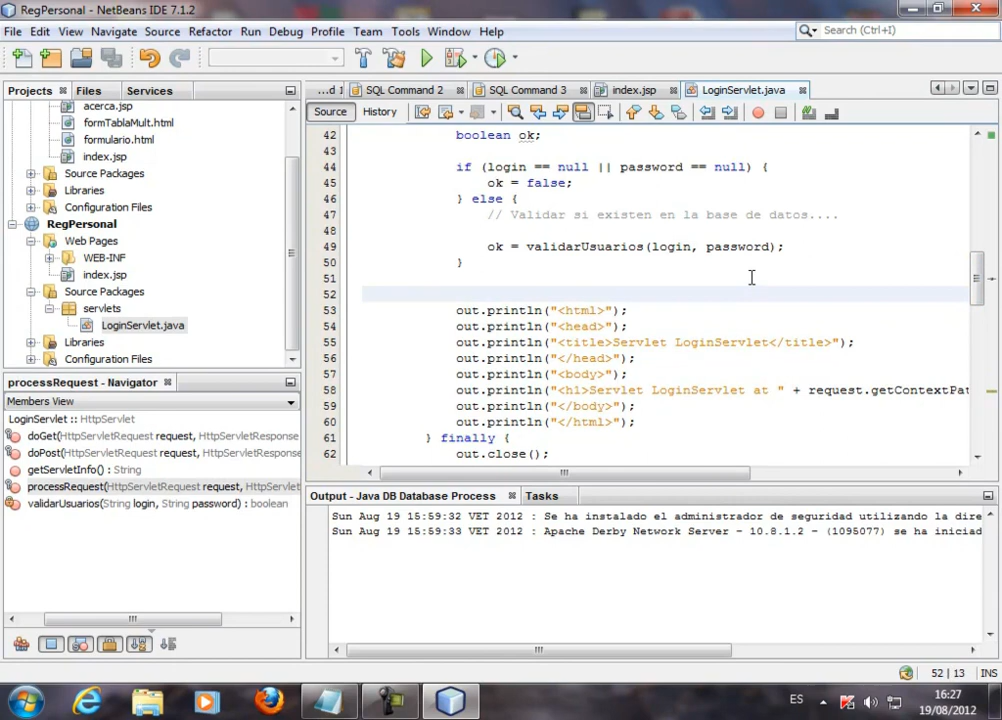 RegPersonal - NetBeans IDE 7.1.2
File Edit View Navigate Source Refactor Run Debug Profile Team Tools Window Help
Search (Ctrl+I)
Projects Files Services
...d 1 SQL Command 2 SQL Command 3 index.jsp LoginServlet.java
Source History
acerca.jsp
formTablaMult.html
formulario.html
index.jsp
Source Packages
Libraries
Configuration Files
RegPersonal
Web Pages
WEB-INF
index.jsp
Source Packages
servlets
LoginServlet.java
Libraries
Configuration Files
42 boolean ok;
43
44 if (login == null || password == null) {
45 ok = false;
46 } else {
47 // Validar si existen en la base de datos....
48
49 ok = validarUsuarios(login, password);
50 }
51
52
53 out.println("<html>");
54 out.println("<head>");
55 out.println("<title>Servlet LoginServlet</title>");
56 out.println("</head>");
57 out.println("<body>");
58 out.println("<h1>Servlet LoginServlet at " + request.getContextPat
59 out.println("</body>");
60 out.println("</html>");
61 } finally {
62 out.close();
processRequest - Navigator
Members View
LoginServlet :: HttpServlet
doGet(HttpServletRequest request, HttpServletResponse
doPost(HttpServletRequest request, HttpServletResponse
getServletInfo() : String
processRequest(HttpServletRequest request, HttpServlet
validarUsuarios(String login, String password) : boolean
Output - Java DB Database Process Tasks
Sun Aug 19 15:59:32 VET 2012 : Se ha instalado el administrador de seguridad utilizando la dire
Sun Aug 19 15:59:33 VET 2012 : Apache Derby Network Server - 10.8.1.2 - (1095077) se ha iniciad
52 | 13 INS
ES
16:27
19/08/2012